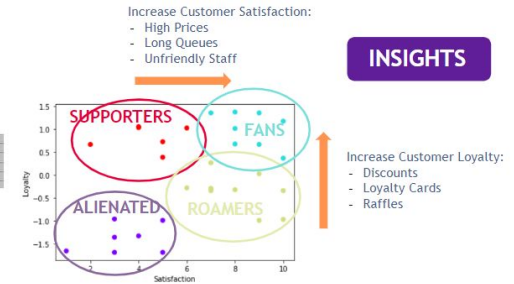 Increase Customer Satisfaction:
- High Prices
- Long Queues
- Unfriendly Staff
INSIGHTS
SUPPORTERS
FANS
ALIENATED
ROAMERS
1.5
1.0
0.5
0.0
−0.5
−1.0
−1.5
Loyalty
2
4
6
8
10
Satisfaction
Increase Customer Loyalty:
- Discounts
- Loyalty Cards
- Raffles